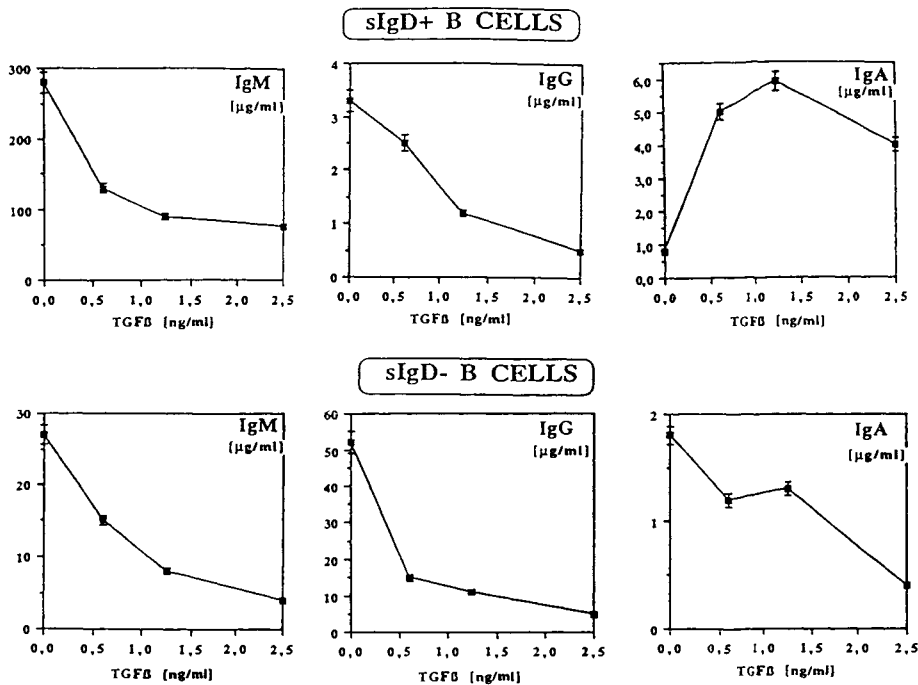 sIgD+ B CELLS
IgM
[µg/ml]
300
200
100
0
0,0 0,5 1,0 1,5 2,0 2,5
TGFß [ng/ml]
IgG
[µg/ml]
4
3
2
1
0
0,0 0,5 1,0 1,5 2,0 2,5
TGFß [ng/ml]
IgA
[µg/ml]
6,0
5,0
4,0
3,0
2,0
1,0
0,0
0,0 0,5 1,0 1,5 2,0 2,5
TGFß [ng/ml]
sIgD- B CELLS
IgM
[µg/ml]
30
20
10
0
0,0 0,5 1,0 1,5 2,0 2,5
TGFß [ng/ml]
IgG
[µg/ml]
60
50
40
30
20
10
0
0,0 0,5 1,0 1,5 2,0 2,5
TGFß [ng/ml]
IgA
[µg/ml]
2
1
0
0,0 0,5 1,0 1,5 2,0 2,5
TGFß [ng/ml]